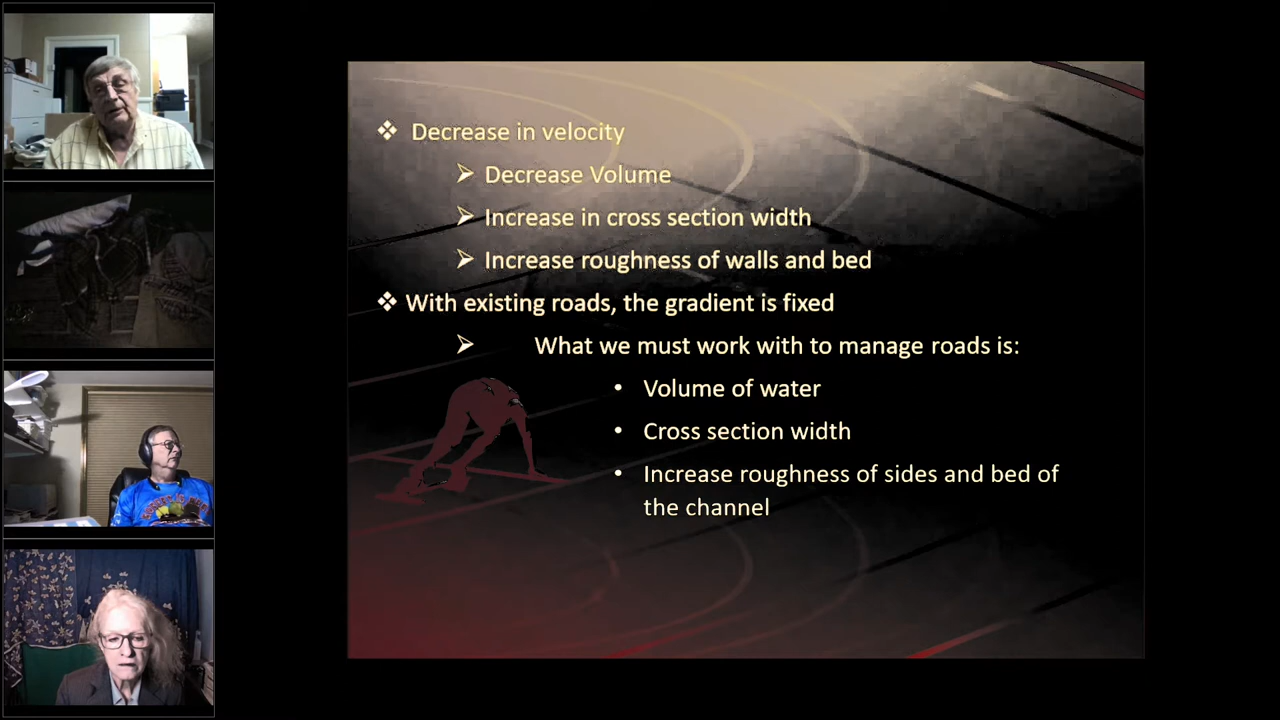 Decrease in velocity
Decrease Volume
Increase in cross section width
Increase roughness of walls and bed
With existing roads, the gradient is fixed
What we must work with to manage roads is:
Volume of water
Cross section width
Increase roughness of sides and bed of
the channel